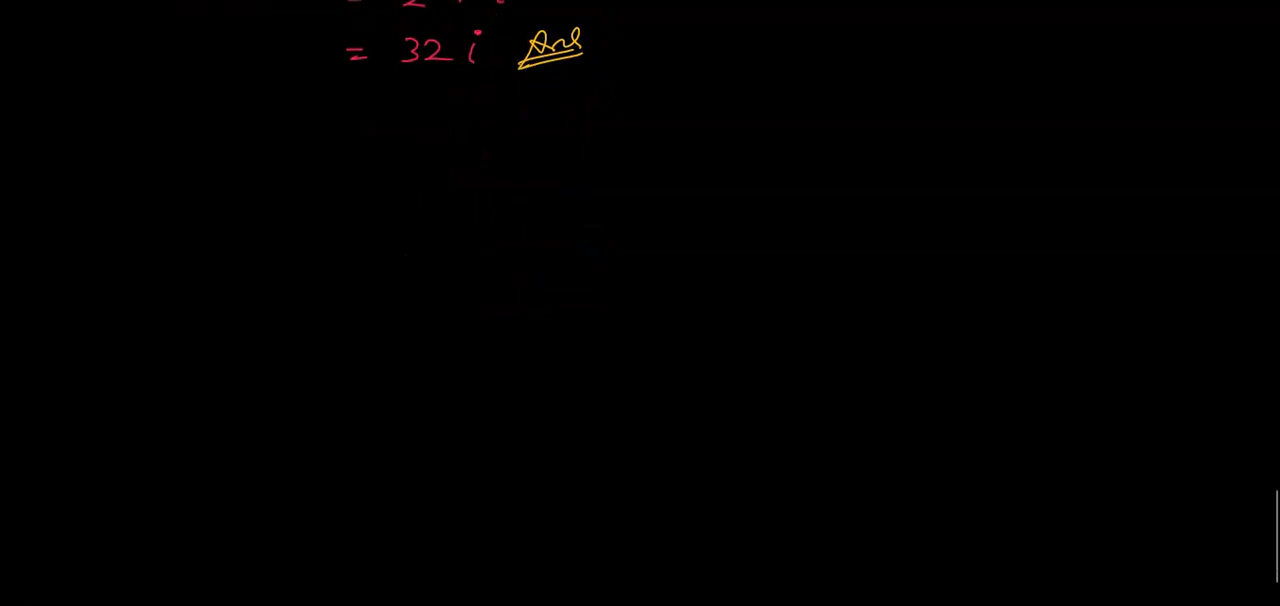 = 32 i Ans